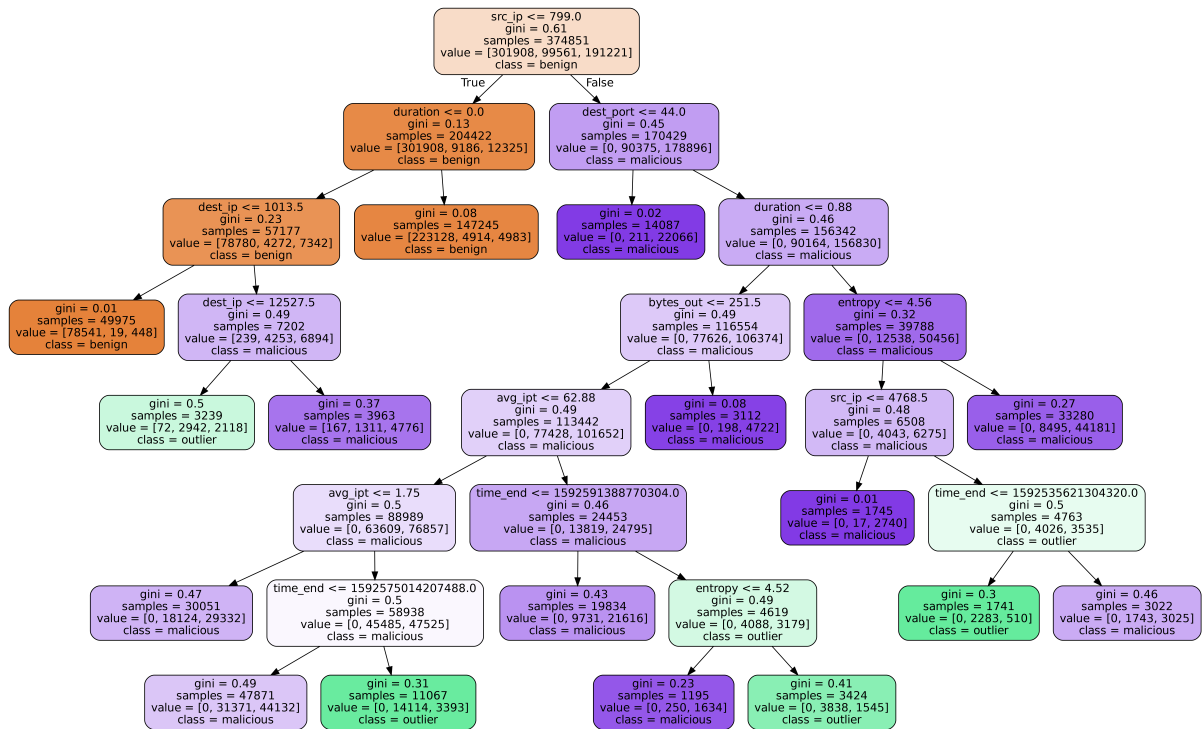 src_ip <= 799.0
gini = 0.61
samples = 374851
value = [301908, 99561, 191221]
class = benign
True
False
duration <= 0.0
gini = 0.13
samples = 204422
value = [301908, 9186, 12325]
class = benign
dest_port <= 44.0
gini = 0.45
samples = 170429
value = [0, 90375, 178896]
class = malicious
dest_ip <= 1013.5
gini = 0.23
samples = 57177
value = [78780, 4272, 7342]
class = benign
gini = 0.08
samples = 147245
value = [223128, 4914, 4983]
class = benign
gini = 0.02
samples = 14087
value = [0, 211, 22066]
class = malicious
duration <= 0.88
gini = 0.46
samples = 156342
value = [0, 90164, 156830]
class = malicious
gini = 0.01
samples = 49975
value = [78541, 19, 448]
class = benign
dest_ip <= 12527.5
gini = 0.49
samples = 7202
value = [239, 4253, 6894]
class = malicious
bytes_out <= 251.5
gini = 0.49
samples = 116554
value = [0, 77626, 106374]
class = malicious
entropy <= 4.56
gini = 0.32
samples = 39788
value = [0, 12538, 50456]
class = malicious
gini = 0.5
samples = 3239
value = [72, 2942, 2118]
class = outlier
gini = 0.37
samples = 3963
value = [167, 1311, 4776]
class = malicious
avg_ipt <= 62.88
gini = 0.49
samples = 113442
value = [0, 77428, 101652]
class = malicious
gini = 0.08
samples = 3112
value = [0, 198, 4722]
class = malicious
src_ip <= 4768.5
gini = 0.48
samples = 6508
value = [0, 4043, 6275]
class = malicious
gini = 0.27
samples = 33280
value = [0, 8495, 44181]
class = malicious
avg_ipt <= 1.75
gini = 0.5
samples = 88989
value = [0, 63609, 76857]
class = malicious
time_end <= 1592591388770304.0
gini = 0.46
samples = 24453
value = [0, 13819, 24795]
class = malicious
gini = 0.01
samples = 1745
value = [0, 17, 2740]
class = malicious
time_end <= 1592535621304320.0
gini = 0.5
samples = 4763
value = [0, 4026, 3535]
class = outlier
gini = 0.47
samples = 30051
value = [0, 18124, 29332]
class = malicious
time_end <= 1592575014207488.0
gini = 0.5
samples = 58938
value = [0, 45485, 47525]
class = malicious
gini = 0.43
samples = 19834
value = [0, 9731, 21616]
class = malicious
entropy <= 4.52
gini = 0.49
samples = 4619
value = [0, 4088, 3179]
class = outlier
gini = 0.3
samples = 1741
value = [0, 2283, 510]
class = outlier
gini = 0.46
samples = 3022
value = [0, 1743, 3025]
class = malicious
gini = 0.49
samples = 47871
value = [0, 31371, 44132]
class = malicious
gini = 0.31
samples = 11067
value = [0, 14114, 3393]
class = outlier
gini = 0.23
samples = 1195
value = [0, 250, 1634]
class = malicious
gini = 0.41
samples = 3424
value = [0, 3838, 1545]
class = outlier